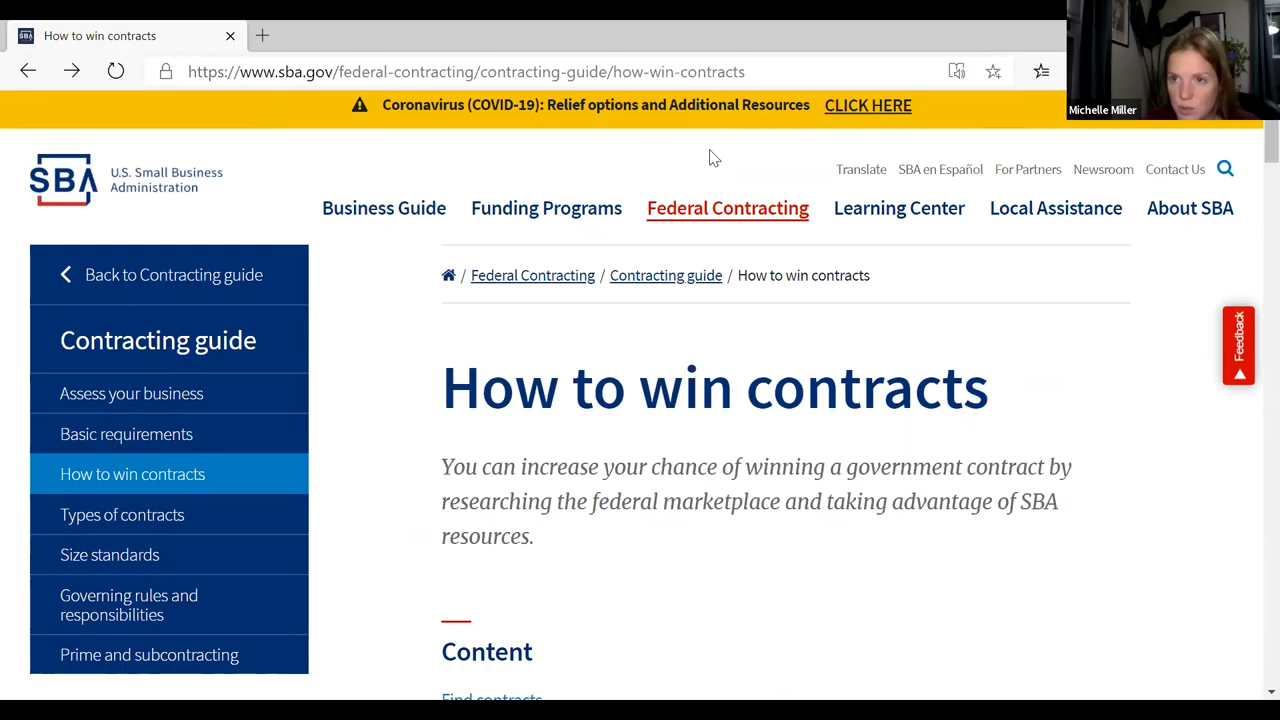 How to win contracts
https://www.sba.gov/federal-contracting/contracting-guide/how-win-contracts
Michelle Miller
Coronavirus (COVID-19): Relief options and Additional Resources CLICK HERE
SBA
U.S. Small Business
Administration
Translate SBA en Español For Partners Newsroom Contact Us
Business Guide Funding Programs Federal Contracting Learning Center Local Assistance About SBA
Back to Contracting guide
Contracting guide
Assess your business
Basic requirements
How to win contracts
Types of contracts
Size standards
Governing rules and
responsibilities
Prime and subcontracting
/ Federal Contracting / Contracting guide / How to win contracts
How to win contracts
You can increase your chance of winning a government contract by
researching the federal marketplace and taking advantage of SBA
resources.
Content
Find contracts
Feedback